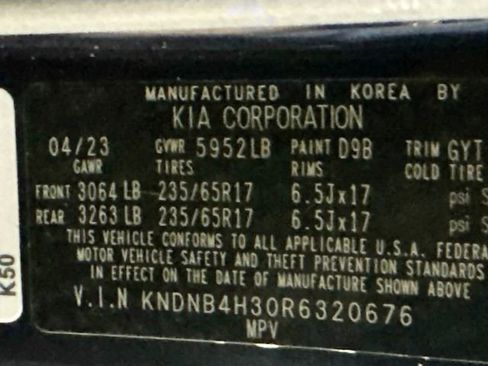 MANUFACTURED IN KOREA BY
KIA CORPORATION
04/23 GVWR 5952LB PAINT D9B TRIM GYT
GAWR TIRES RIMS COLD TIRE
FRONT 3064 LB 235/65R17 6.5Jx17 psi
REAR 3263 LB 235/65R17 6.5Jx17 psi
THIS VEHICLE CONFORMS TO ALL APPLICABLE U.S.A. FEDERA
MOTOR VEHICLE SAFETY AND THEFT PREVENTION STANDARDS
IN EFFECT ON THE DATE OF MANUFACTURE SHOWN ABOVE
V.I.N KNDNB4H30R6320676
MPV
K50